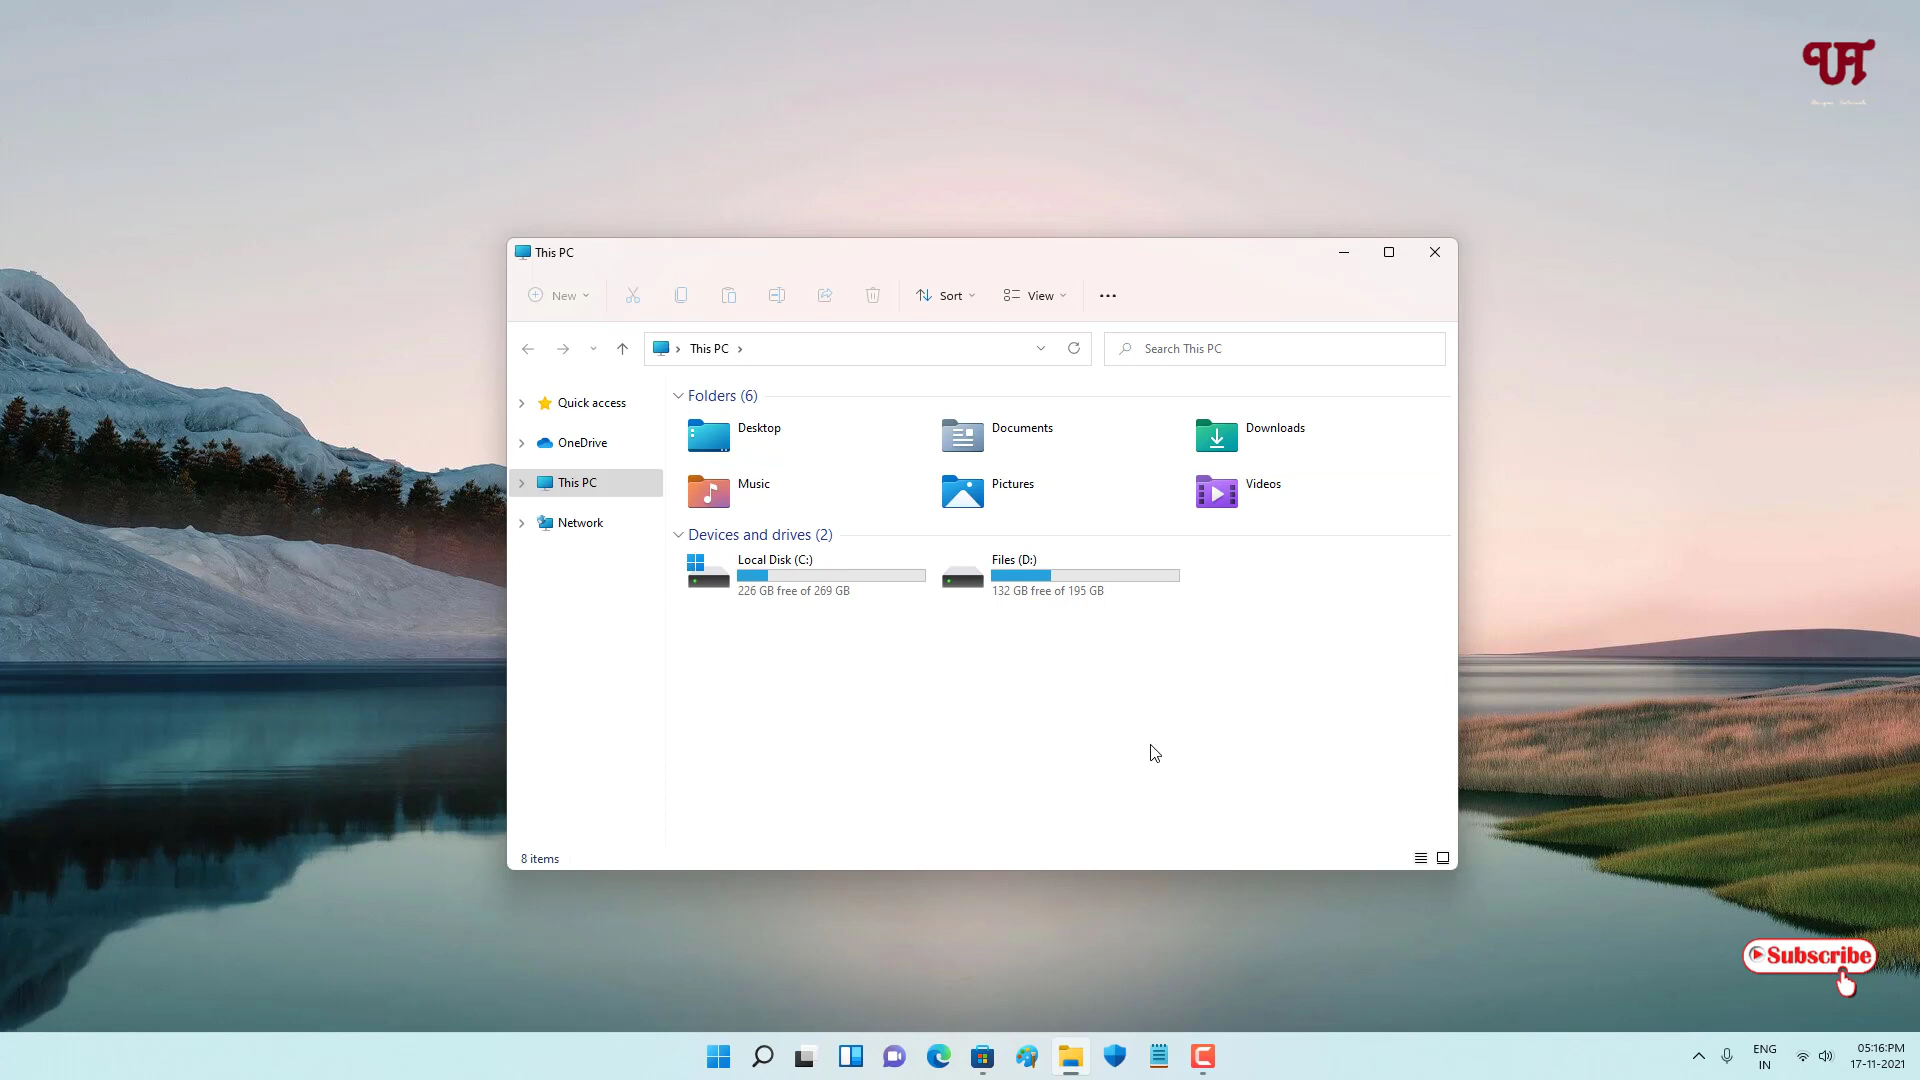 This PC
New
Sort
View
This PC
Search This PC
Quick access
OneDrive
This PC
Network
Folders (6)
Desktop
Documents
Downloads
Music
Pictures
Videos
Devices and drives (2)
Local Disk (C:)
226 GB free of 269 GB
Files (D:)
132 GB free of 195 GB
8 items
Subscribe
ENG
IN
05:16:PM
17-11-2021